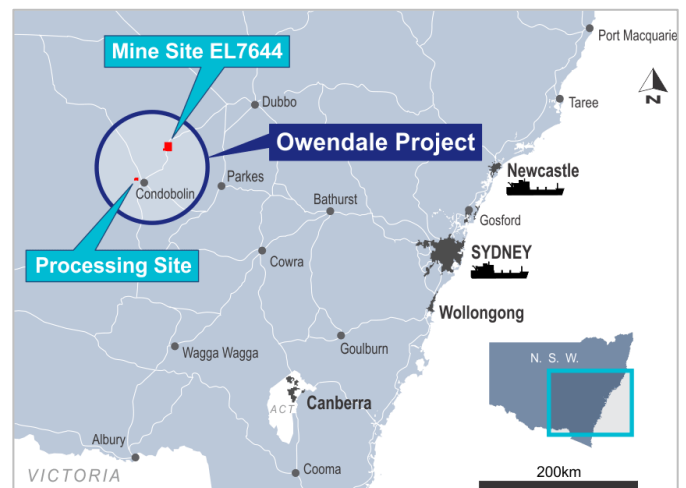 Port Macquarie
Mine Site EL7644
N
Taree
Dubbo
Owendale Project
Newcastle
Condobolin
Parkes
Bathurst
Gosford
Processing Site
Cowra
SYDNEY
Wollongong
Wagga Wagga
Goulburn
N. S. W.
ACT
Canberra
Albury
Cooma
VICTORIA
200km